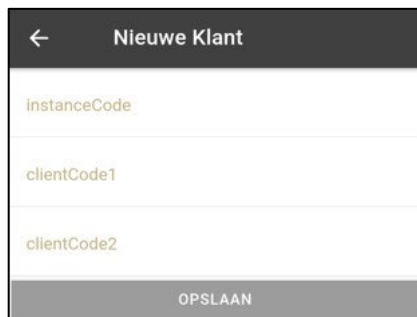 Nieuwe Klant
instanceCode
clientCode1
clientCode2
OPSLAAN